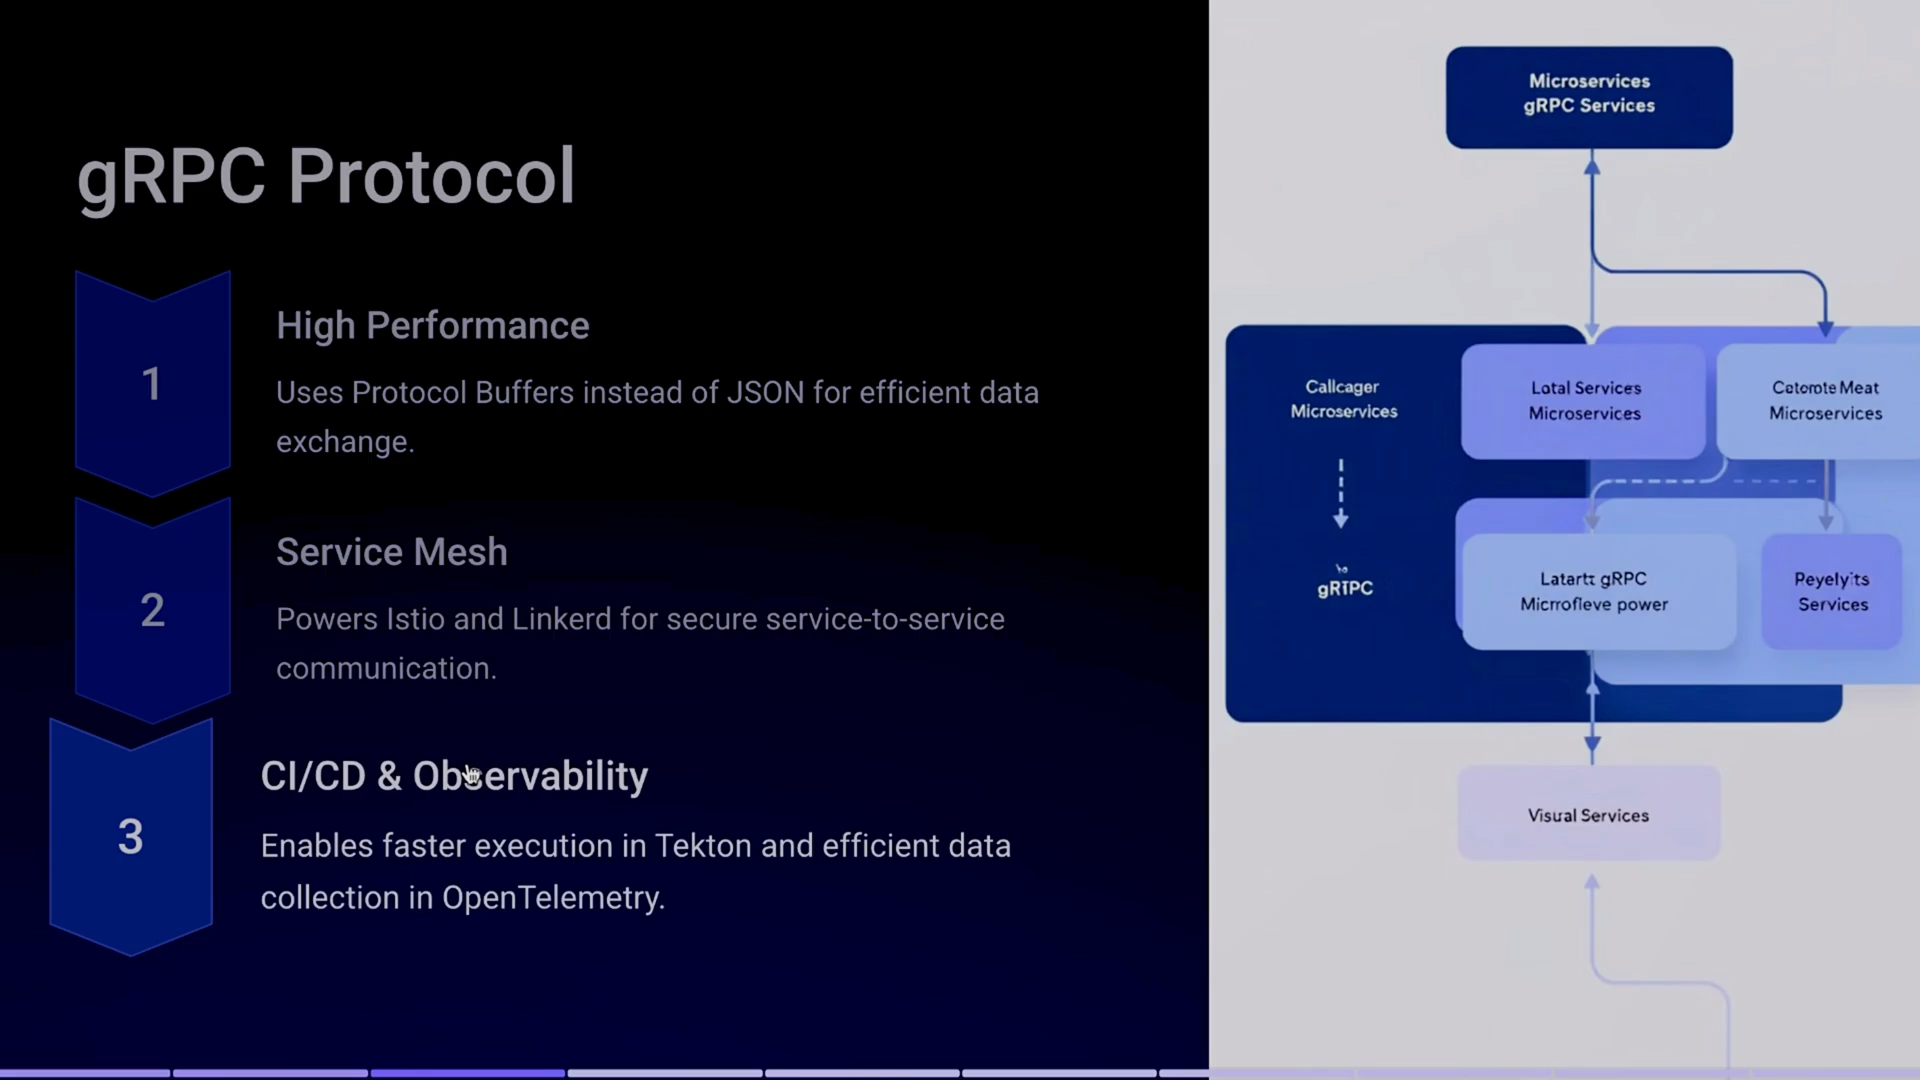 gRPC Protocol
1
High Performance
Uses Protocol Buffers instead of JSON for efficient data
exchange.
2
Service Mesh
Powers Istio and Linkerd for secure service-to-service
communication.
3
CI/CD & Observability
Enables faster execution in Tekton and efficient data
collection in OpenTelemetry.
Microservices
gRPC Services
Callcager
Microservices
Lotal Services
Microservices
Catomte Meat
Microservices
Latartt gRPC
Microfleve power
Peyelyits
Services
Visual Services